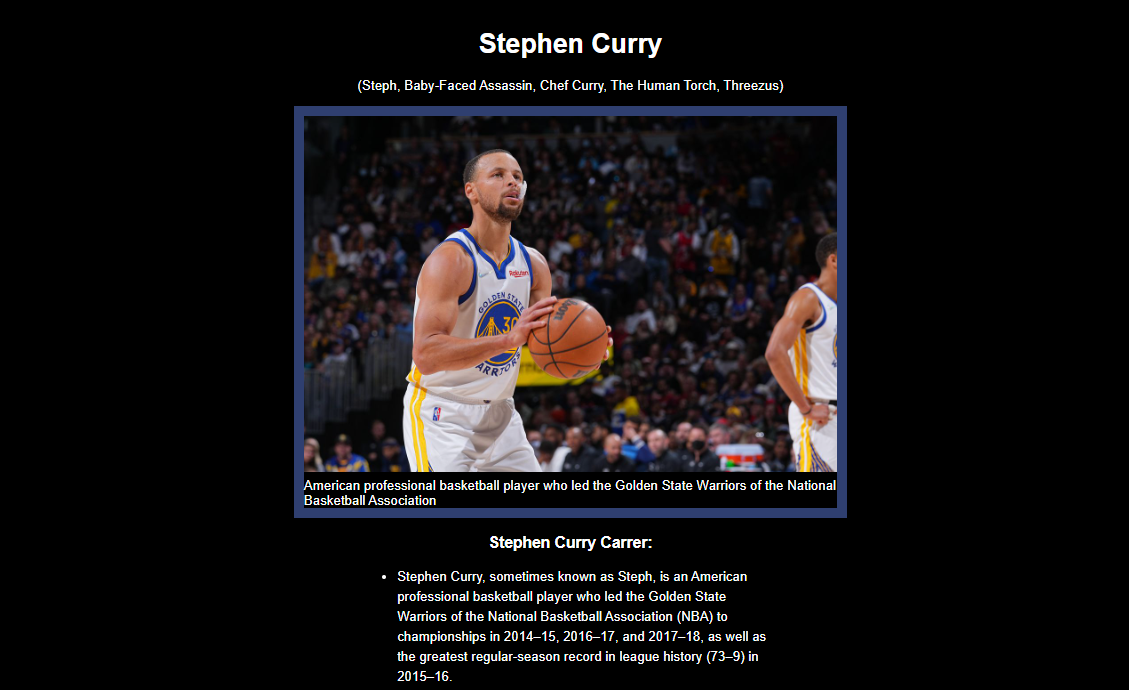 Stephen Curry
(Steph, Baby-Faced Assassin, Chef Curry, The Human Torch, Threezus)
Rakuten
GOLDEN STATE
30
WARRIORS
American professional basketball player who led the Golden State Warriors of the National
Basketball Association
Stephen Curry Carrer:
• Stephen Curry, sometimes known as Steph, is an American
professional basketball player who led the Golden State
Warriors of the National Basketball Association (NBA) to
championships in 2014–15, 2016–17, and 2017–18, as well as
the greatest regular-season record in league history (73–9) in
2015–16.